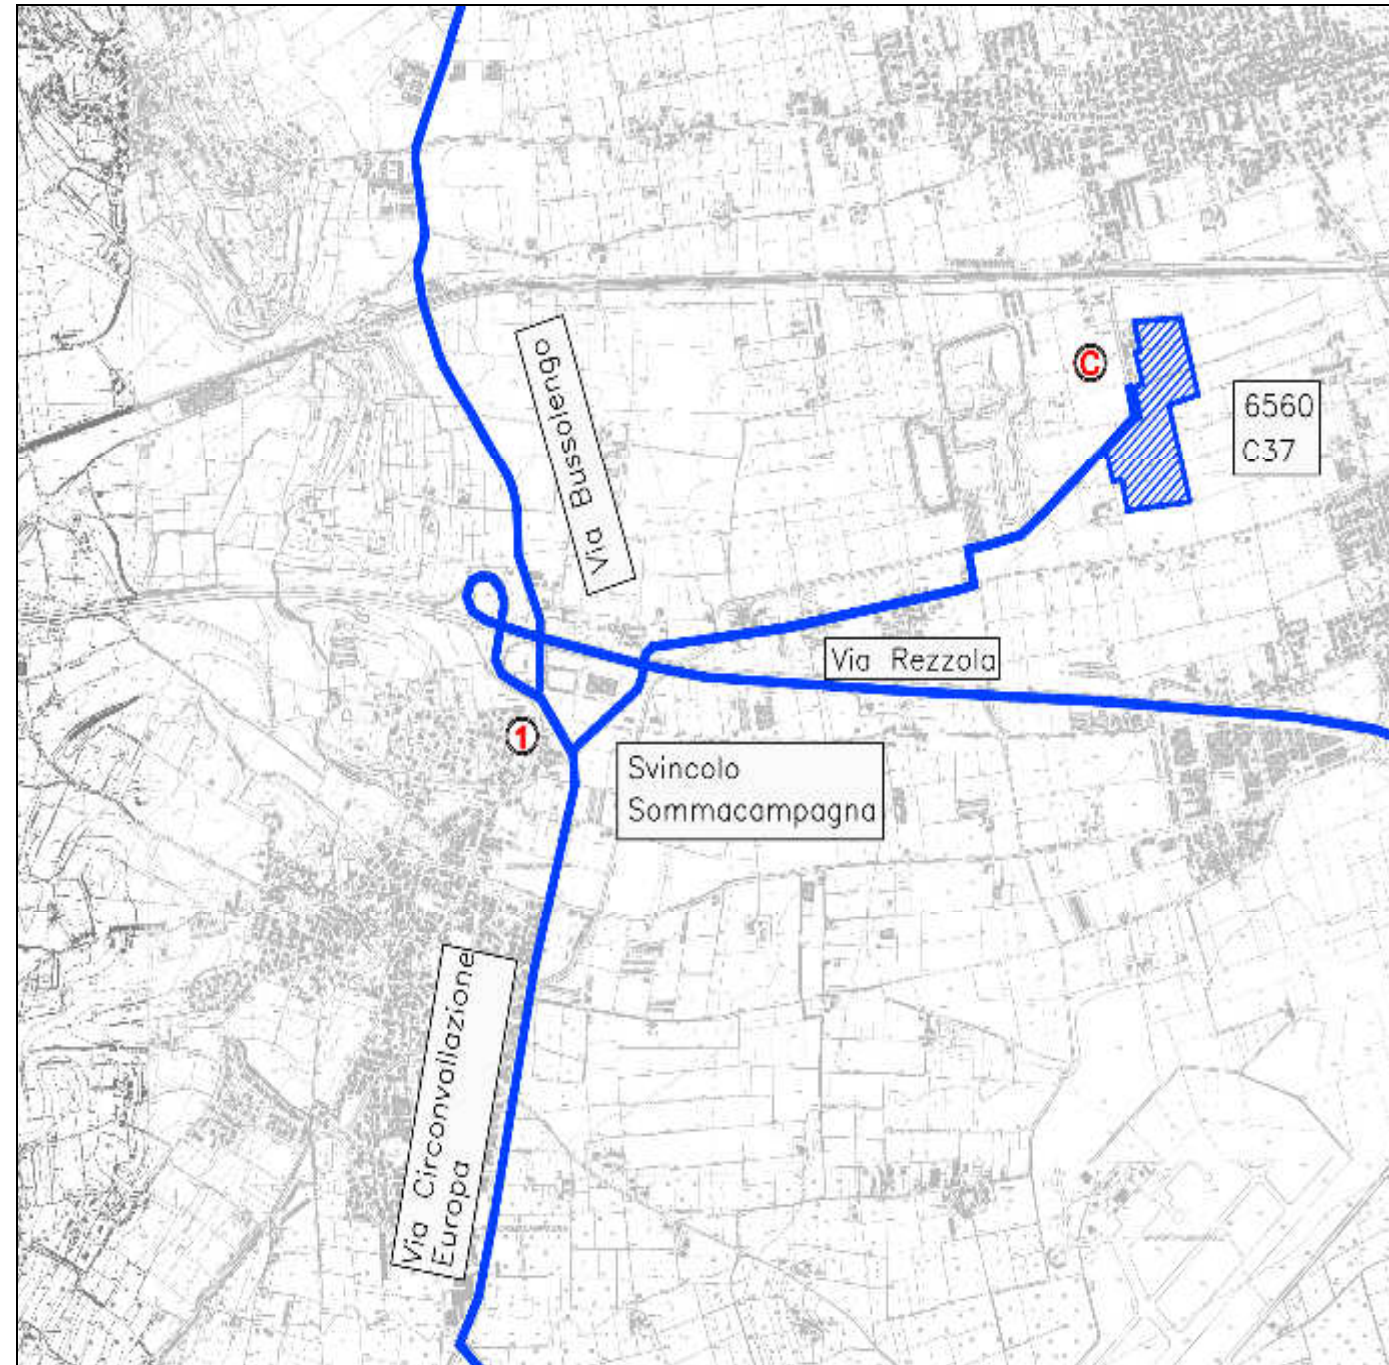 Via Bussolengo
C
6560
C37
Via Rezzola
1
Svincolo
Sommacampagna
Via Circonvallazione
Europa